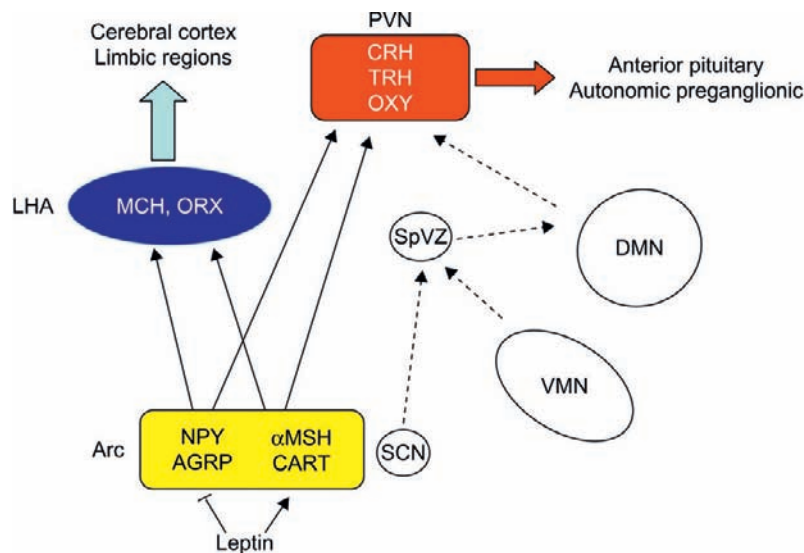 PVN
Cerebral cortex
Limbic regions
CRH
TRH
OXY
Anterior pituitary
Autonomic preganglionic
LHA
MCH, ORX
SpVZ
DMN
VMN
Arc
NPY
AGRP
αMSH
CART
SCN
Leptin